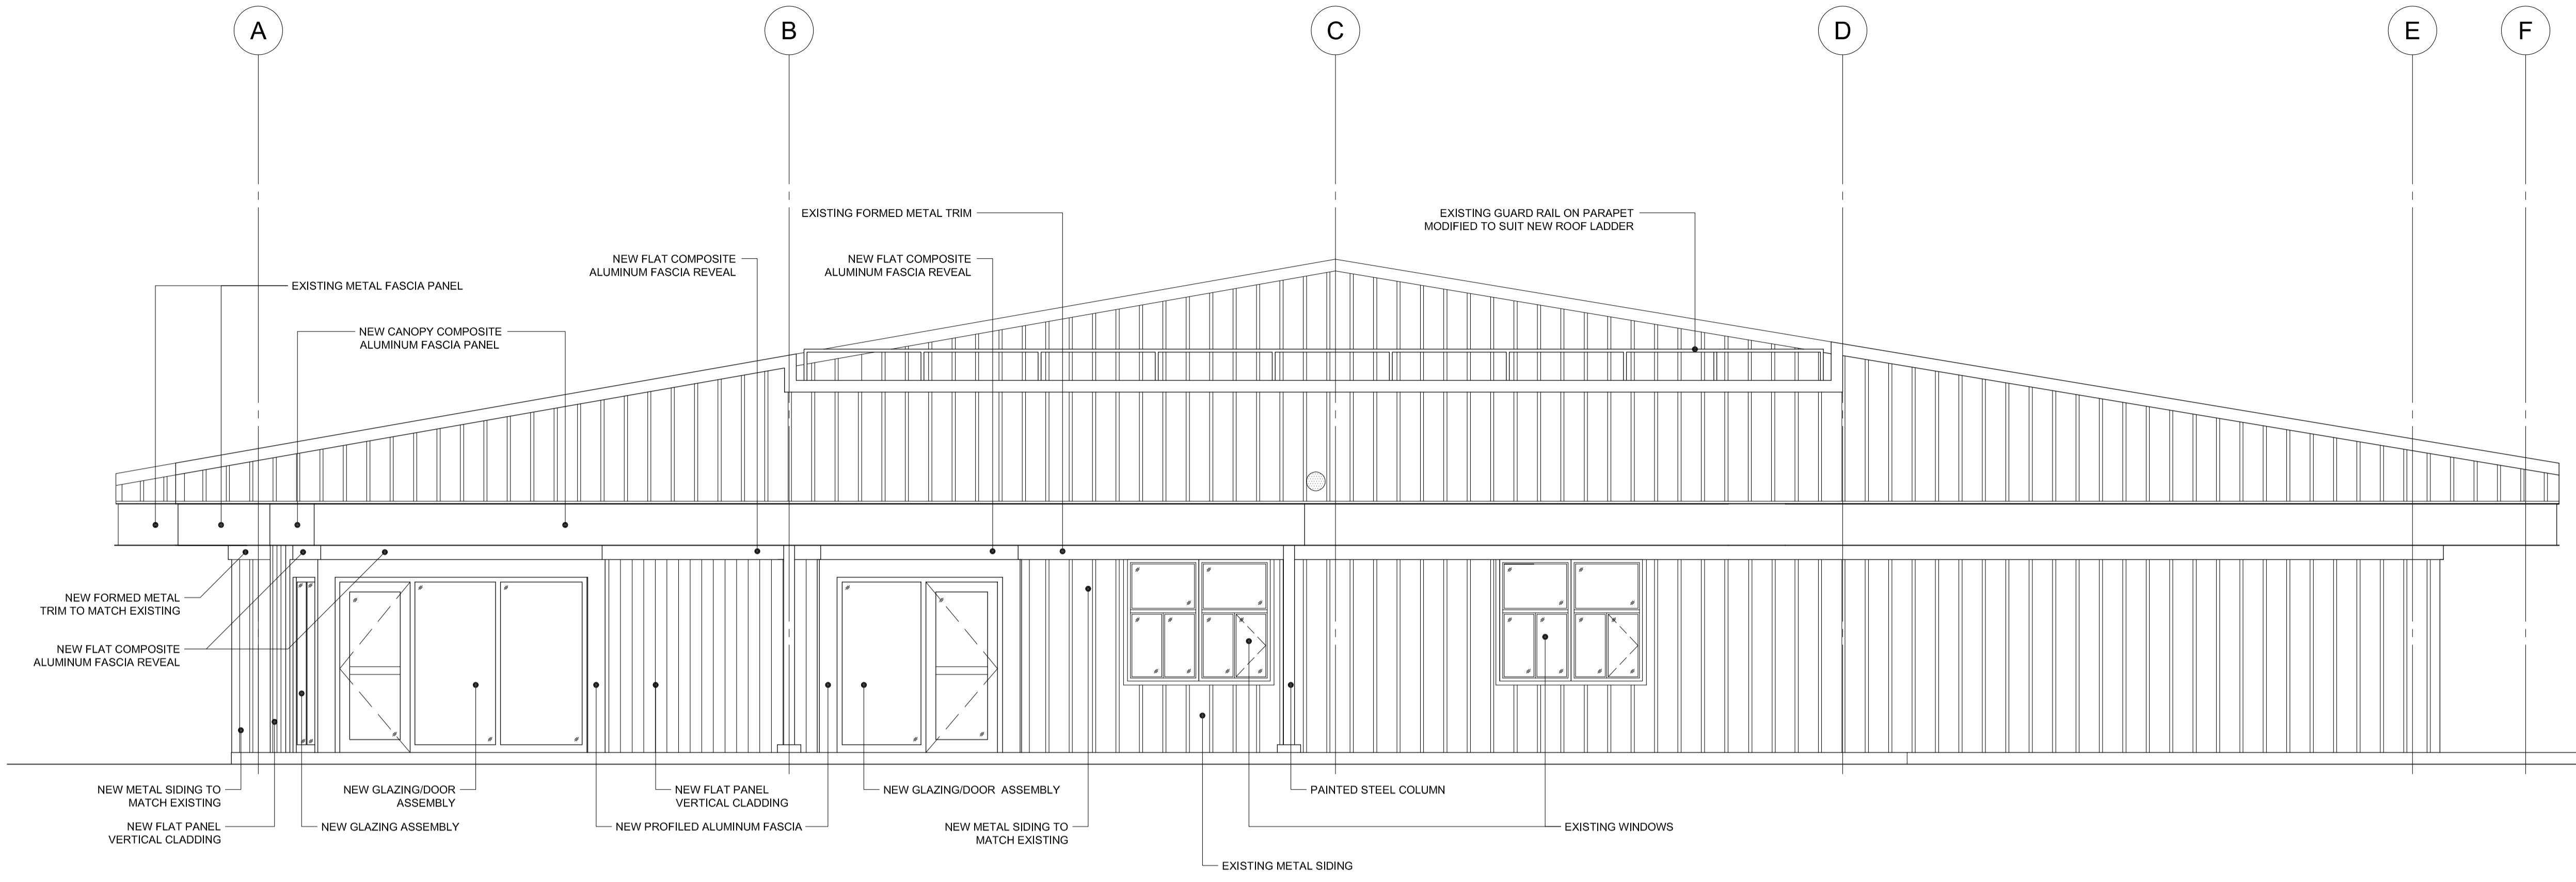 A
B
C
D
E
F
EXISTING FORMED METAL TRIM
EXISTING GUARD RAIL ON PARAPET
MODIFIED TO SUIT NEW ROOF LADDER
NEW FLAT COMPOSITE
ALUMINUM FASCIA REVEAL
NEW FLAT COMPOSITE
ALUMINUM FASCIA REVEAL
EXISTING METAL FASCIA PANEL
NEW CANOPY COMPOSITE
ALUMINUM FASCIA PANEL
NEW FORMED METAL
TRIM TO MATCH EXISTING
NEW FLAT COMPOSITE
ALUMINUM FASCIA REVEAL
NEW METAL SIDING TO
MATCH EXISTING
NEW GLAZING/DOOR
ASSEMBLY
NEW FLAT PANEL
VERTICAL CLADDING
NEW GLAZING/DOOR ASSEMBLY
PAINTED STEEL COLUMN
NEW FLAT PANEL
VERTICAL CLADDING
NEW GLAZING ASSEMBLY
NEW PROFILED ALUMINUM FASCIA
NEW METAL SIDING TO
MATCH EXISTING
EXISTING WINDOWS
EXISTING METAL SIDING